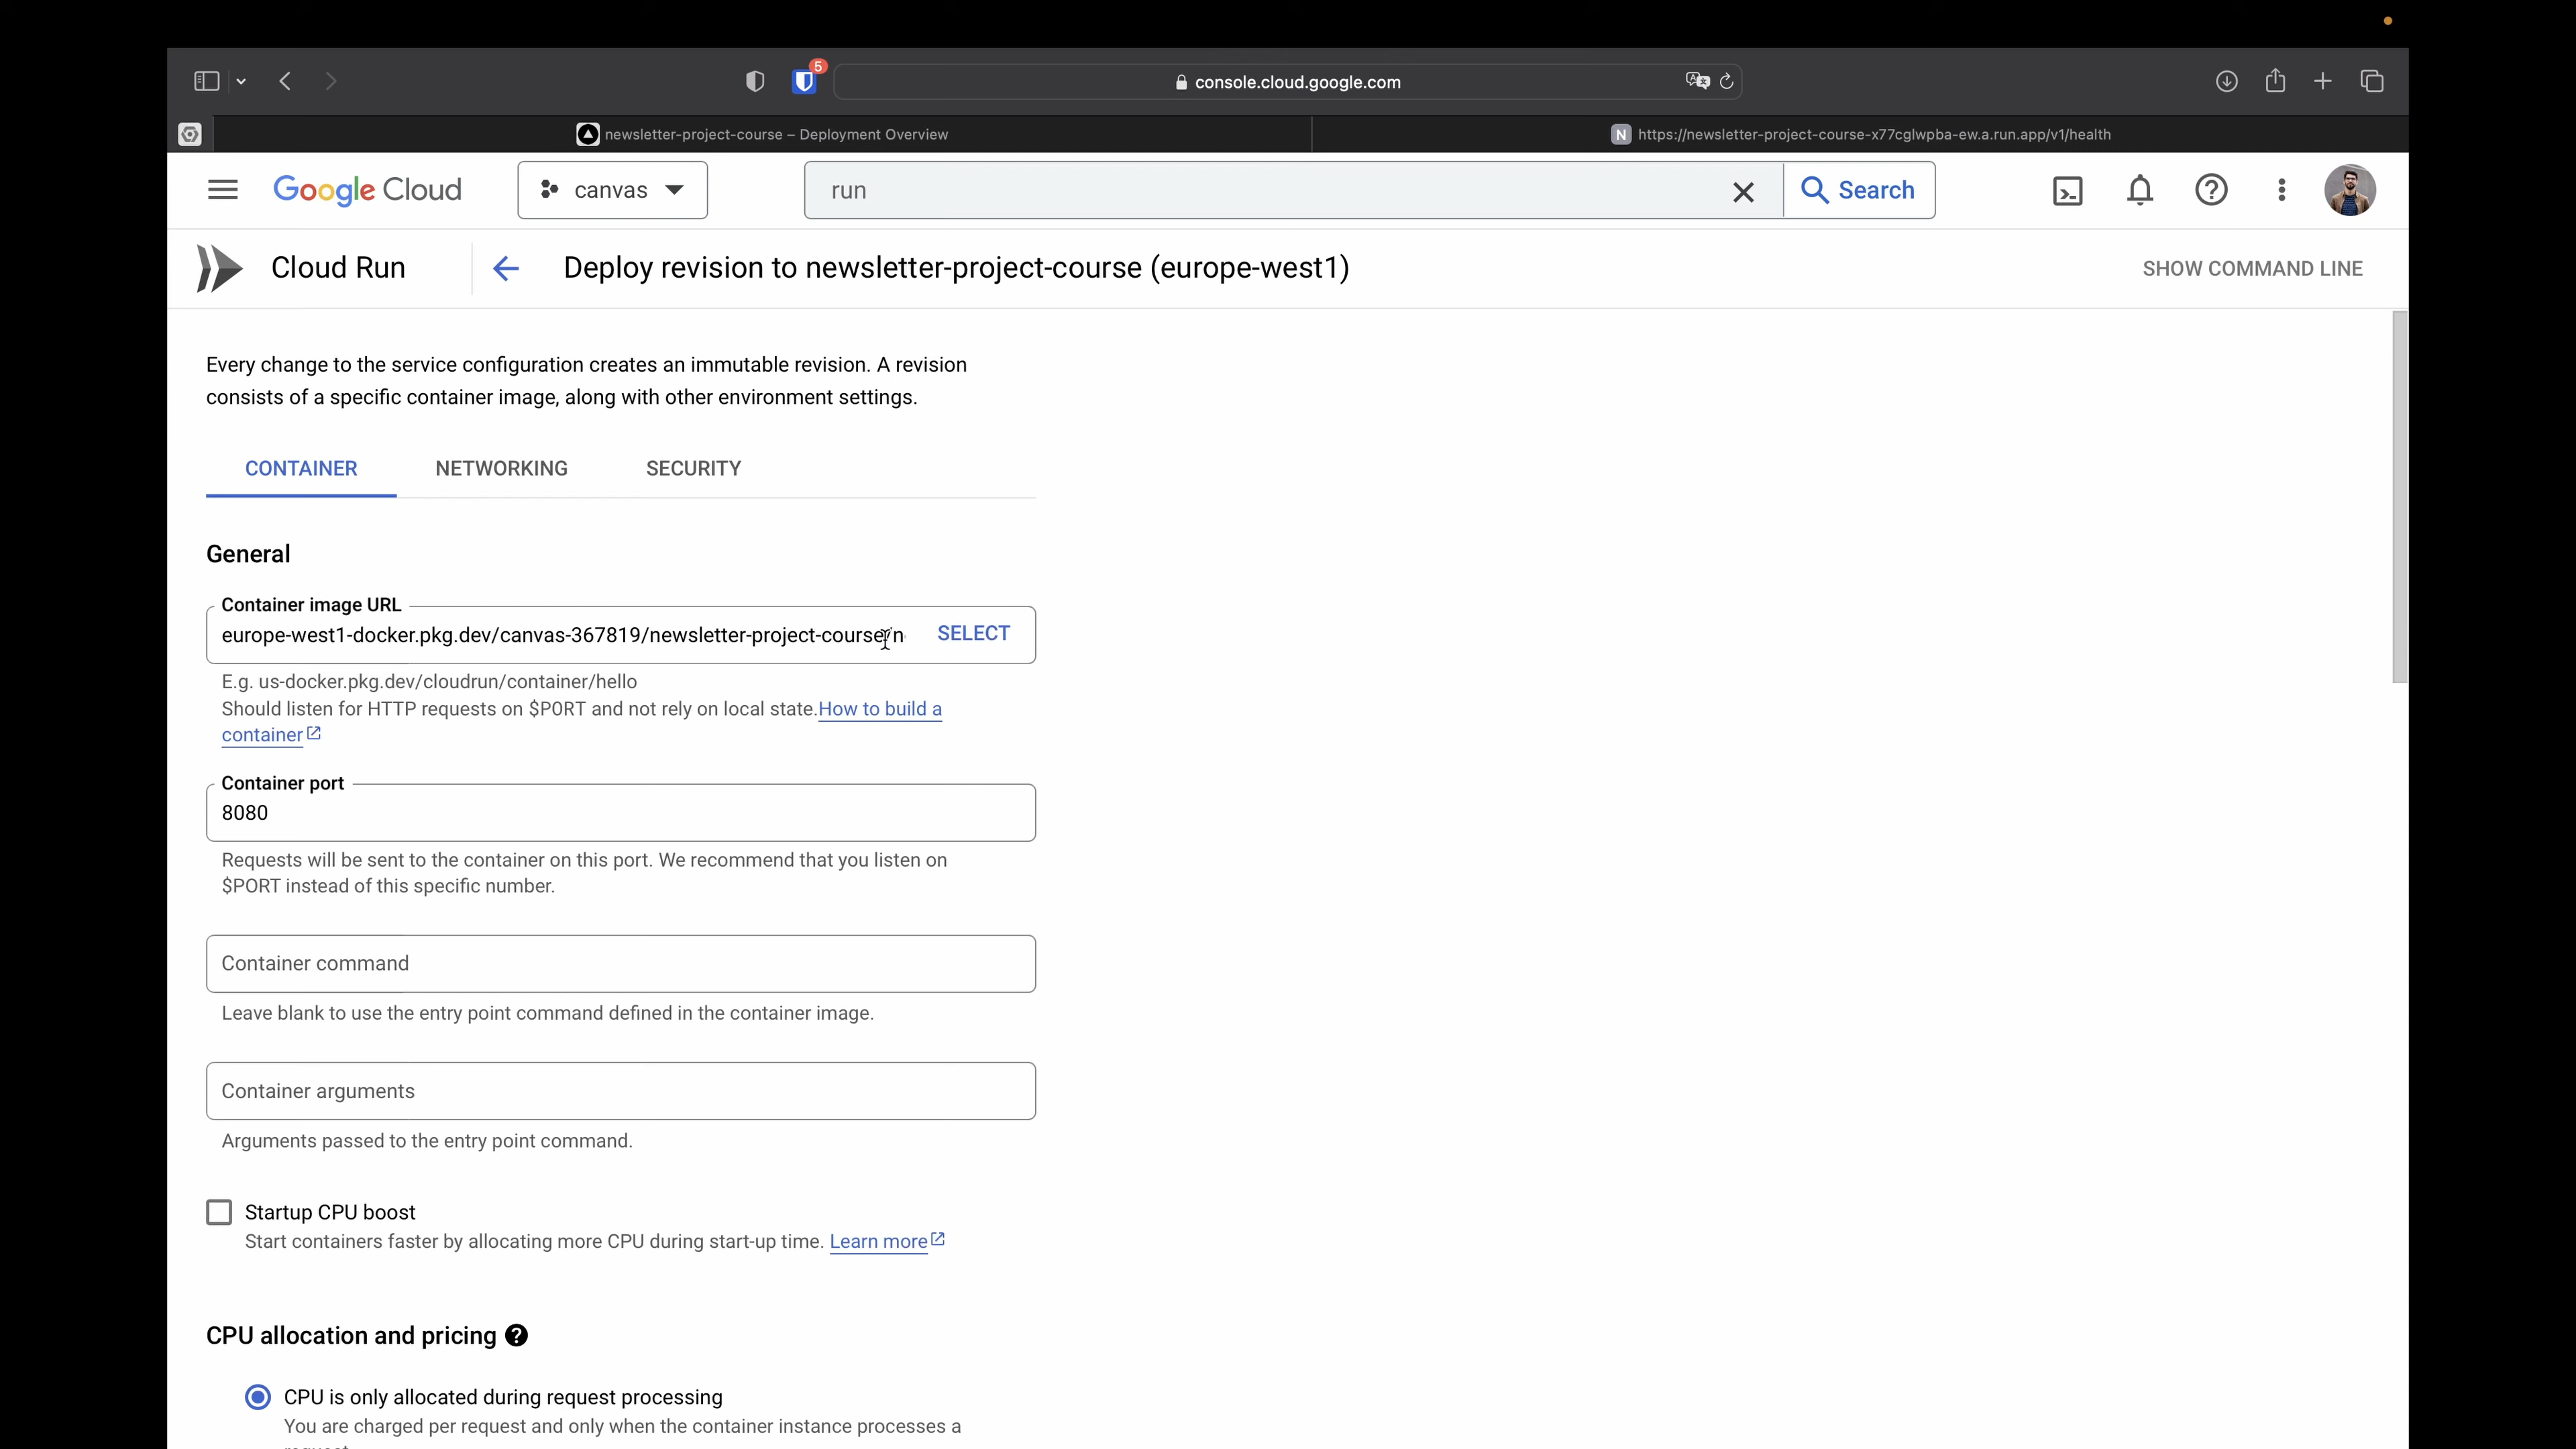 5
console.cloud.google.com
newsletter-project-course – Deployment Overview
N https://newsletter-project-course-x77cglwpba-ew.a.run.app/v1/health
Google Cloud
canvas
run
Search
Cloud Run
Deploy revision to newsletter-project-course (europe-west1)
SHOW COMMAND LINE
Every change to the service configuration creates an immutable revision. A revision
consists of a specific container image, along with other environment settings.
CONTAINER NETWORKING SECURITY
General
Container image URL
europe-west1-docker.pkg.dev/canvas-367819/newsletter-project-course/n SELECT
E.g. us-docker.pkg.dev/cloudrun/container/hello
Should listen for HTTP requests on $PORT and not rely on local state.How to build a
container
Container port
8080
Requests will be sent to the container on this port. We recommend that you listen on
$PORT instead of this specific number.
Container command
Leave blank to use the entry point command defined in the container image.
Container arguments
Arguments passed to the entry point command.
Startup CPU boost
Start containers faster by allocating more CPU during start-up time. Learn more
CPU allocation and pricing
CPU is only allocated during request processing
You are charged per request and only when the container instance processes a